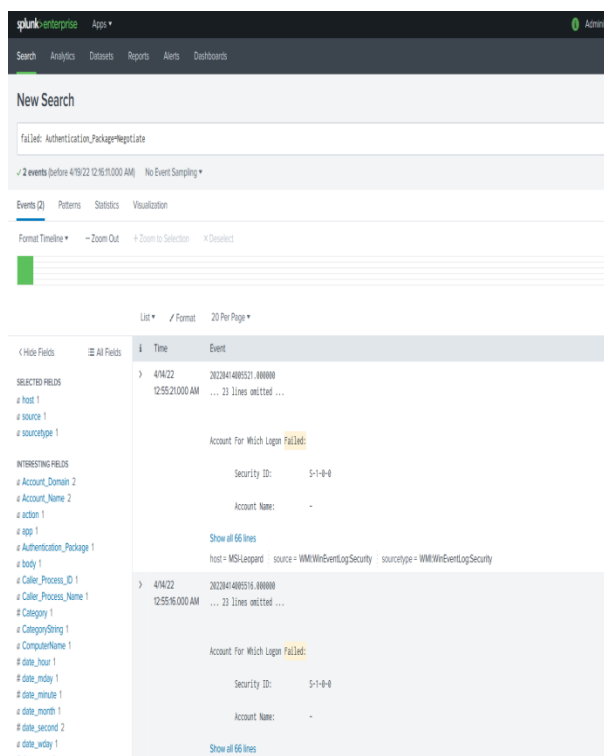 splunk>enterprise Apps ▾ Admini
Search Analytics Datasets Reports Alerts Dashboards
New Search
failed: Authentication_Package=Negotiate
✓ 2 events (before 4/19/22 12:16:11.000 AM) No Event Sampling ▾
Events (2) Patterns Statistics Visualization
Format Timeline ▾ – Zoom Out + Zoom to Selection × Deselect
List ▾ Format 20 Per Page ▾
< Hide Fields All Fields i Time Event
SELECTED FIELDS
a host 1
a source 1
a sourcetype 1
INTERESTING FIELDS
a Account_Domain 2
a Account_Name 2
a action 1
a app 1
a Authentication_Package 1
a body 1
a Caller_Process_ID 1
a Caller_Process_Name 1
# Category 1
a CategoryString 1
a ComputerName 1
# date_hour 1
# date_mday 1
# date_minute 1
a date_month 1
# date_second 2
a date_wday 1
> 4/14/22 20220414005521.000000
12:55:21.000 AM ... 23 lines omitted ...
Account For Which Logon Failed:
Security ID: S-1-0-0
Account Name: -
Show all 66 lines
host = MSI-Leopard source = WMI:WinEventLog:Security sourcetype = WMI:WinEventLog:Security
> 4/14/22 20220414005516.000000
12:55:16.000 AM ... 23 lines omitted ...
Account For Which Logon Failed:
Security ID: S-1-0-0
Account Name: -
Show all 66 lines